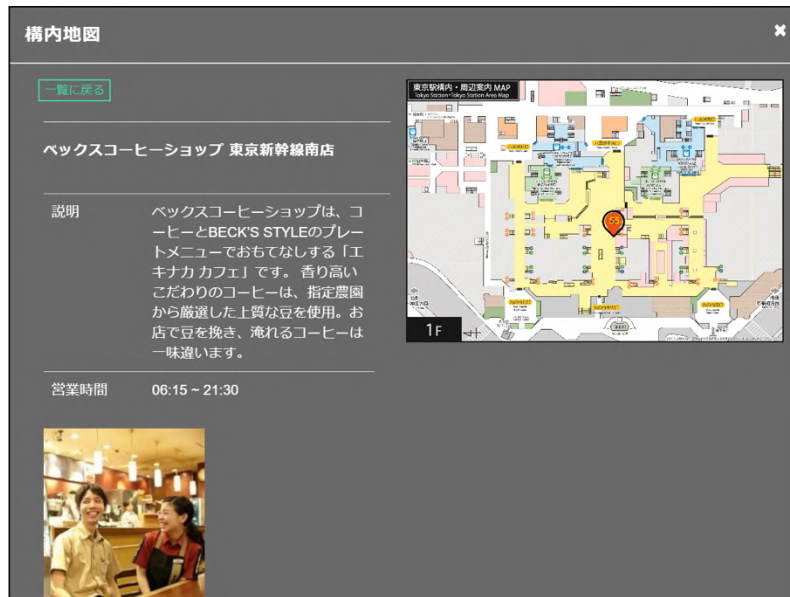 構内地図
✖
一覧に戻る
東京駅構内・周辺案内 MAP
Tokyo Station・Tokyo Station Area Map
ベックスコーヒーショップ 東京新幹線南店
説明
ベックスコーヒーショップは、コ
ーヒーとBECK'S STYLEのプレー
トメニューでおもてなしする「エ
キナカ カフェ」です。 香り高い
こだわりのコーヒーは、指定農園
から厳選した上質な豆を使用。お
店で豆を挽き、淹れるコーヒーは
一味違います。
営業時間
06:15 ~ 21:30
55
1F